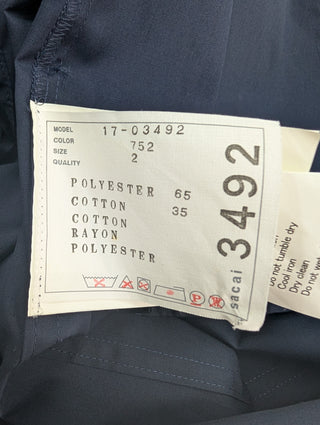 MODEL 17-03492
COLOR 752
SIZE 2
QUALITY
POLYESTER 65
COTTON 35
COTTON
RAYON
POLYESTER
P W
sacai 3492
not tumble dry
Cool iron
Dry clean
Do not